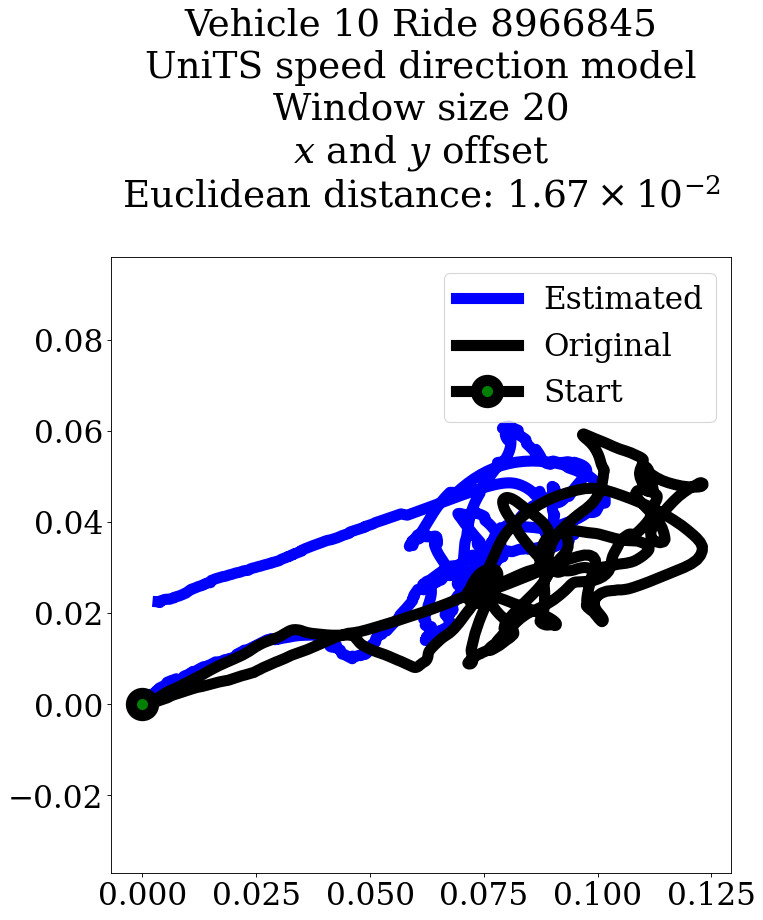 Vehicle 10 Ride 8966845
UniTS speed direction model
Window size 20
x and y offset
Euclidean distance: 1.67 × 10⁻²
Estimated
Original
Start
0.08
0.06
0.04
0.02
0.00
−0.02
0.000 0.025 0.050 0.075 0.100 0.125